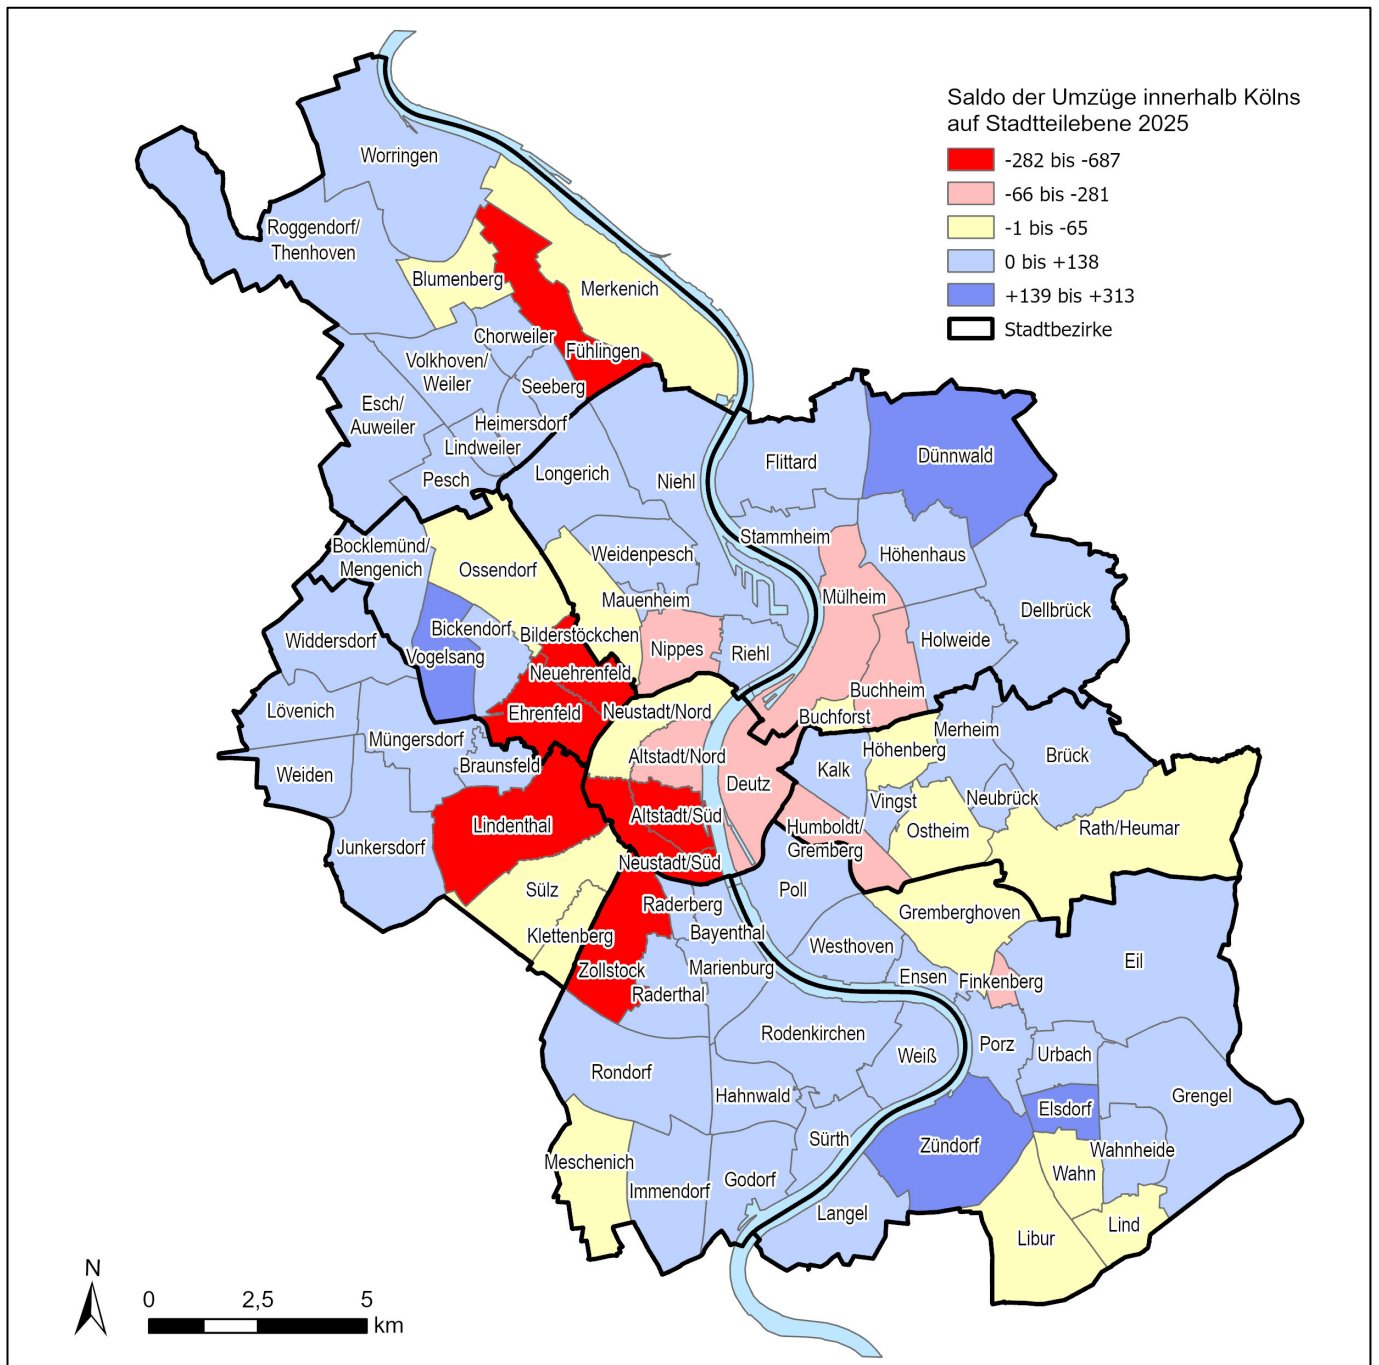 Saldo der Umzüge innerhalb Kölns
auf Stadtteilebene 2025
-282 bis -687
-66 bis -281
-1 bis -65
0 bis +138
+139 bis +313
Stadtbezirke
Worringen
Roggendorf/
Thenhoven
Blumenberg
Merkenich
Chorweiler
Fühlingen
Volkhoven/
Weiler
Seeberg
Esch/
Auweiler
Heimersdorf
Lindweiler
Pesch
Longerich
Niehl
Flittard
Dünnwald
Bocklemünd/
Mengenich
Ossendorf
Weidenpesch
Stammheim
Höhenhaus
Mauenheim
Mülheim
Dellbrück
Widdersdorf
Bickendorf
Bilderstöckchen
Vogelsang
Nippes
Riehl
Holweide
Neuehrenfeld
Buchheim
Lövenich
Ehrenfeld
Neustadt/Nord
Buchforst
Müngersdorf
Braunsfeld
Altstadt/Nord
Höhenberg
Merheim
Brück
Weiden
Deutz
Kalk
Vingst
Neubrück
Lindenthal
Altstadt/Süd
Humboldt/
Gremberg
Ostheim
Rath/Heumar
Junkersdorf
Neustadt/Süd
Sülz
Poll
Raderberg
Gremberghoven
Klettenberg
Bayenthal
Westhoven
Zollstock
Marienburg
Ensen
Finkenberg
Eil
Raderthal
Rodenkirchen
Weiß
Porz
Urbach
Rondorf
Hahnwald
Elsdorf
Grengel
Sürth
Zündorf
Wahnheide
Meschenich
Immendorf
Godorf
Wahn
Langel
Libur
Lind
N
0 2,5 5
km